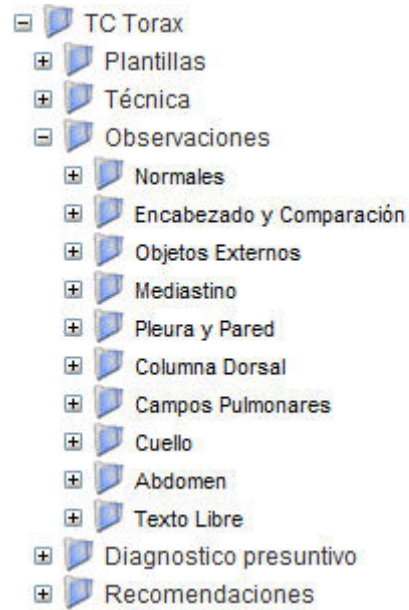 TC Torax
Plantillas
Técnica
Observaciones
Normales
Encabezado y Comparación
Objetos Externos
Mediastino
Pleura y Pared
Columna Dorsal
Campos Pulmonares
Cuello
Abdomen
Texto Libre
Diagnostico presuntivo
Recomendaciones